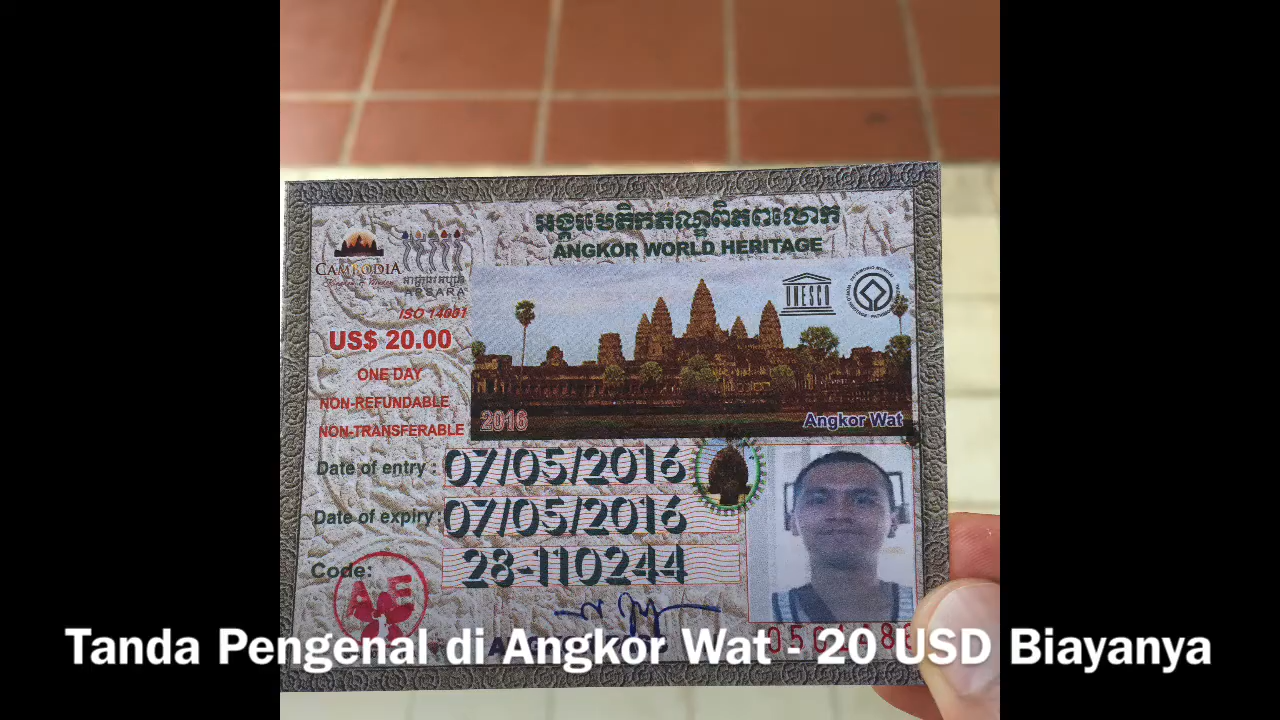 អង្គរបេតិកភណ្ឌពិភពលោក
ANGKOR WORLD HERITAGE
CAMBODIA
APSARA
UNESCO
ISO 14001
US$ 20.00
ONE DAY
NON-REFUNDABLE
NON-TRANSFERABLE
2016
Angkor Wat
Date of entry : 07/05/2016
Date of expiry : 07/05/2016
Code: 28-110244
AE
Tanda Pengenal di Angkor Wat - 20 USD Biayanya